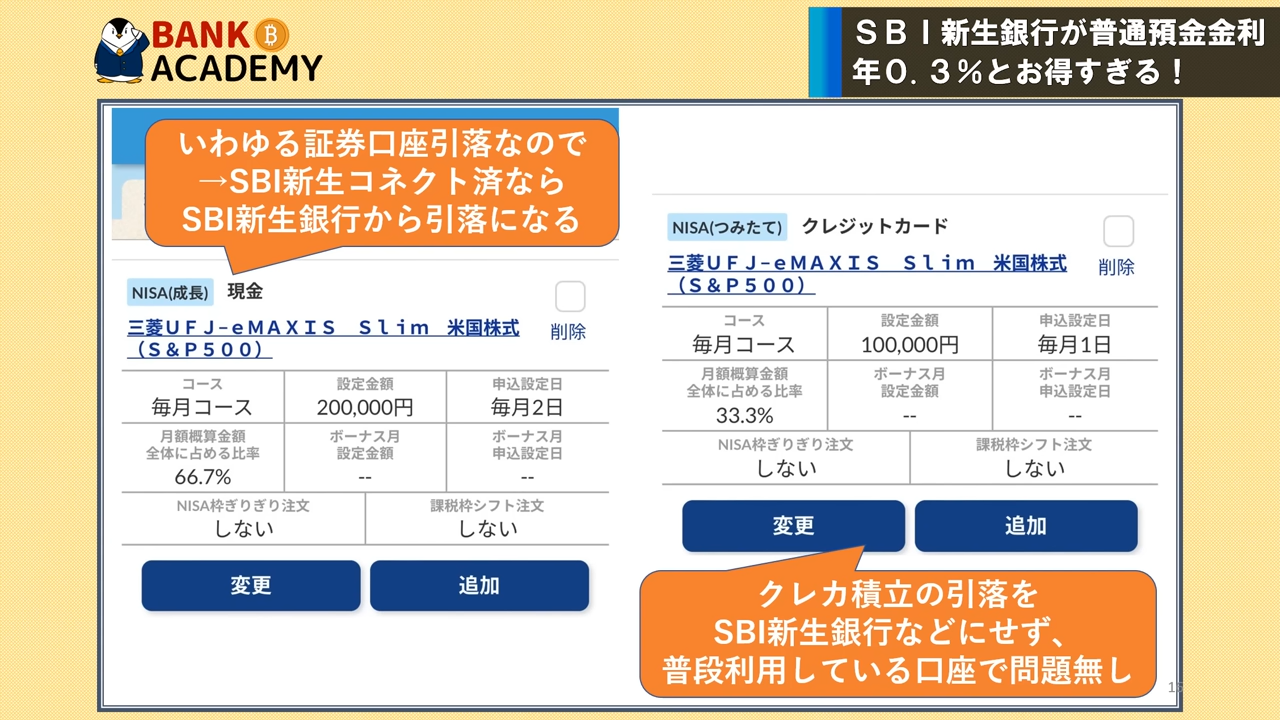 BANK
ACADEMY
ＳＢＩ新生銀行が普通預金金利
年０．３％とお得すぎる！
いわゆる証券口座引落なので
→SBI新生コネクト済なら
SBI新生銀行から引落になる
NISA(成長) 現金
三菱ＵＦＪ−ｅＭＡＸＩＳ　Ｓｌｉｍ　米国株式
（Ｓ＆Ｐ５００）
削除
コース 設定金額 申込設定日
毎月コース 200,000円 毎月2日
月額概算金額 ボーナス月 ボーナス月
全体に占める比率 設定金額 申込設定日
66.7% -- --
NISA枠ぎりぎり注文 課税枠シフト注文
しない しない
変更 追加
NISA(つみたて) クレジットカード
三菱ＵＦＪ−ｅＭＡＸＩＳ　Ｓｌｉｍ　米国株式
（Ｓ＆Ｐ５００）
削除
コース 設定金額 申込設定日
毎月コース 100,000円 毎月1日
月額概算金額 ボーナス月 ボーナス月
全体に占める比率 設定金額 申込設定日
33.3% -- --
NISA枠ぎりぎり注文 課税枠シフト注文
しない しない
変更 追加
クレカ積立の引落を
SBI新生銀行などにせず、
普段利用している口座で問題無し